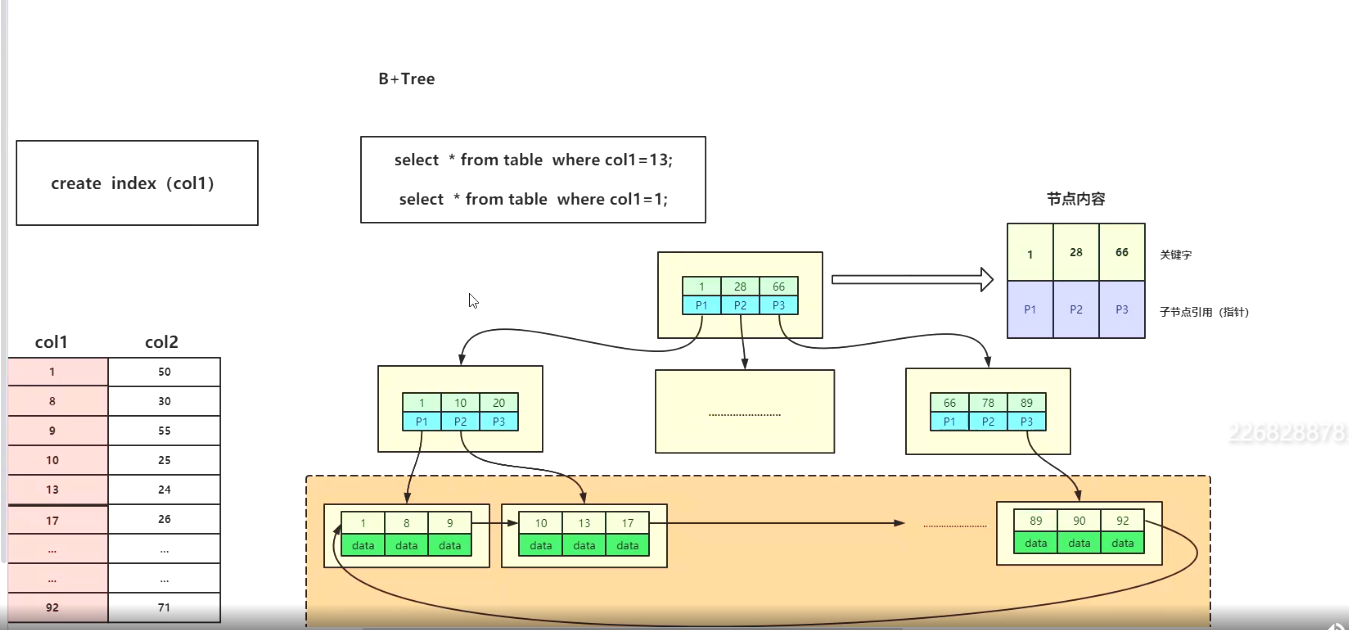 B+Tree
create index (col1)
select * from table where col1=13;
select * from table where col1=1;
节点内容
1 28 66
关键字
P1 P2 P3
子节点引用（指针）
1 28 66
P1 P2 P3
col1 col2
1 50
8 30
9 55
10 25
13 24
17 26
... ...
... ...
92 71
1 10 20
P1 P2 P3
........................
66 78 89
P1 P2 P3
1 8 9
data data data
10 13 17
data data data
........................
89 90 92
data data data
226828878